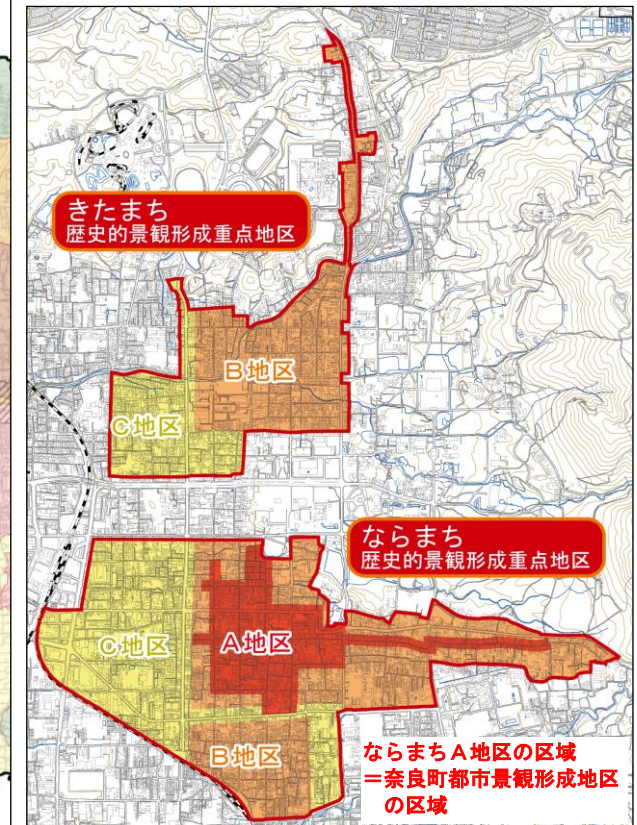 きたまち
歴史的景観形成重点地区
B地区
C地区
ならまち
歴史的景観形成重点地区
C地区
A地区
B地区
ならまちA地区の区域
＝奈良町都市景観形成地区
の区域